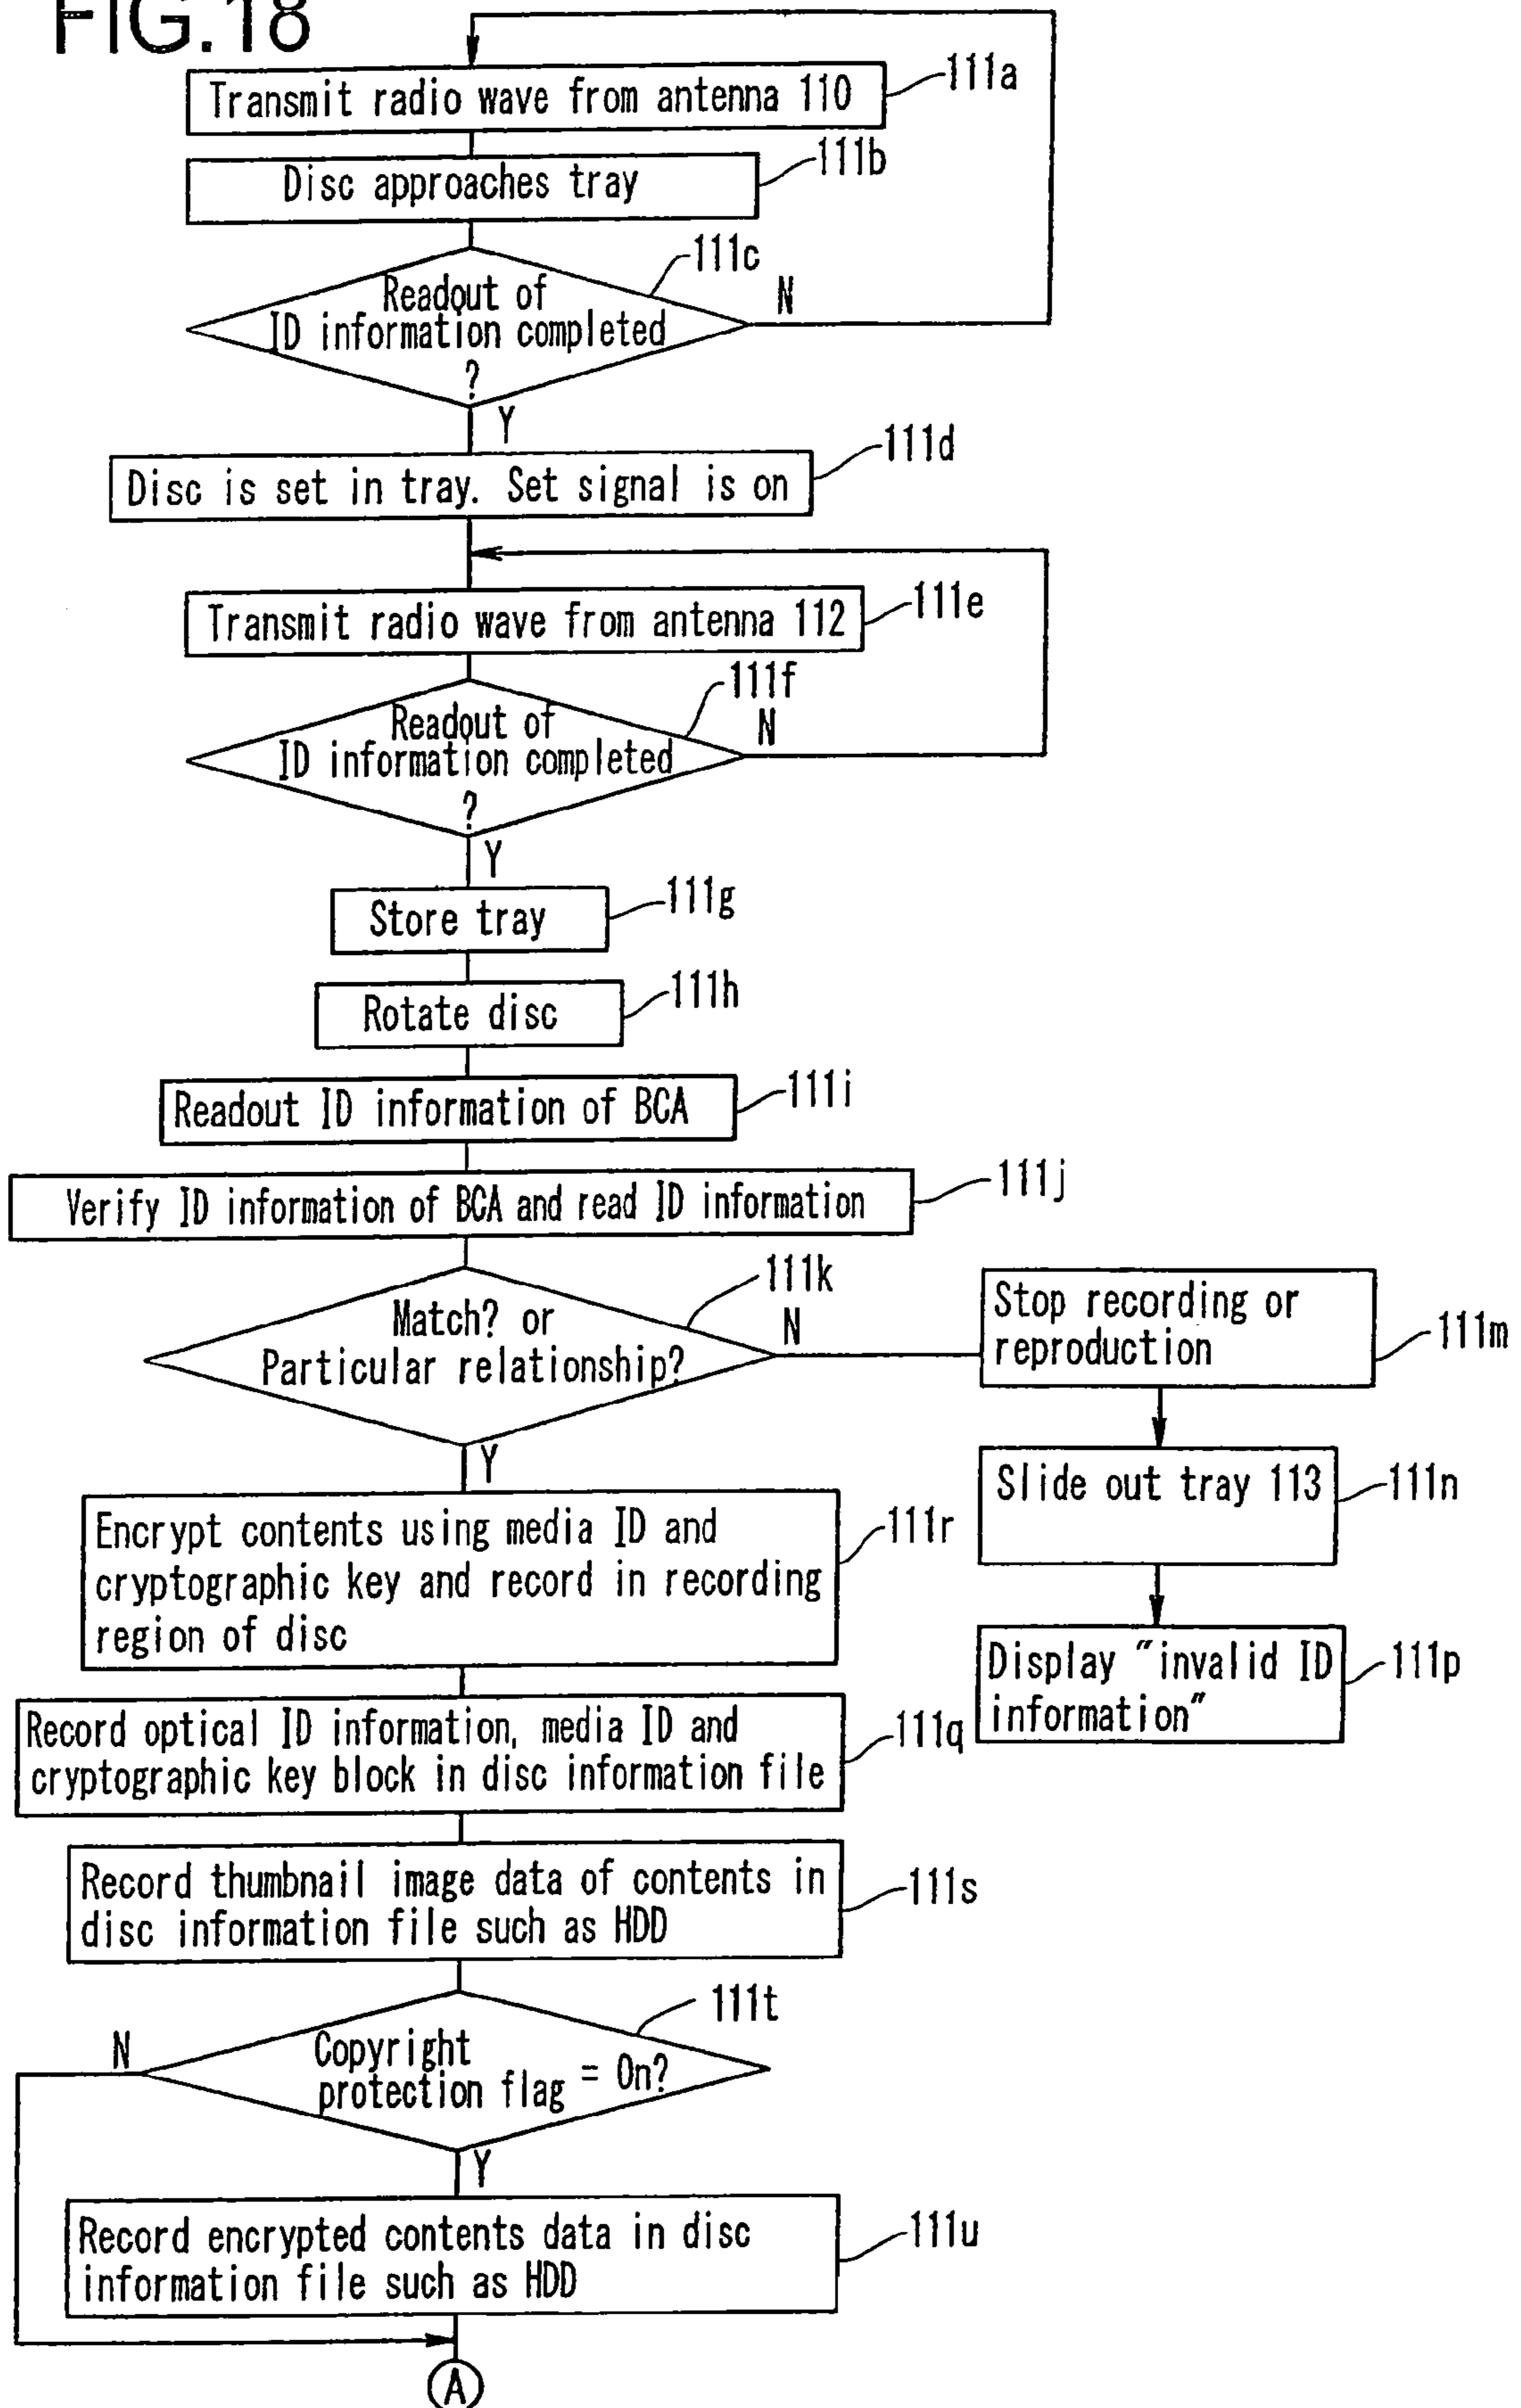 FIG.18
Transmit radio wave from antenna 110
111a
Disc approaches tray
111b
111c
Readout of
ID information completed
?
N
Y
111d
Disc is set in tray. Set signal is on
Transmit radio wave from antenna 112
111e
111f
Readout of
ID information completed
?
N
Y
Store tray
111g
Rotate disc
111h
Readout ID information of BCA
111i
Verify ID information of BCA and read ID information
111j
111k
Match? or
Particular relationship?
N
Y
Stop recording or
reproduction
111m
Slide out tray 113
111n
Display "invalid ID
information"
111p
Encrypt contents using media ID and
cryptographic key and record in recording
region of disc
111r
Record optical ID information, media ID and
cryptographic key block in disc information file
111q
Record thumbnail image data of contents in
disc information file such as HDD
111s
111t
Copyright
protection flag = On?
N
Y
Record encrypted contents data in disc
information file such as HDD
111u
A